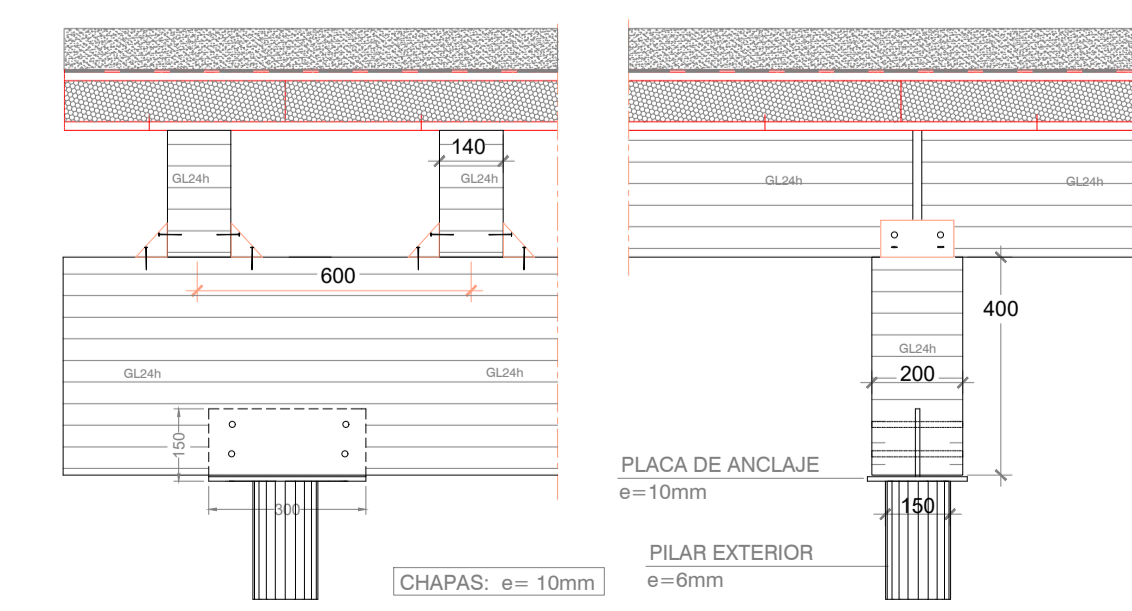 140
GL24h
GL24h
GL24h
GL24h
600
400
GL24h
GL24h
GL24h
200
150
PLACA DE ANCLAJE
e=10mm
300
150
PILAR EXTERIOR
e=6mm
CHAPAS: e= 10mm